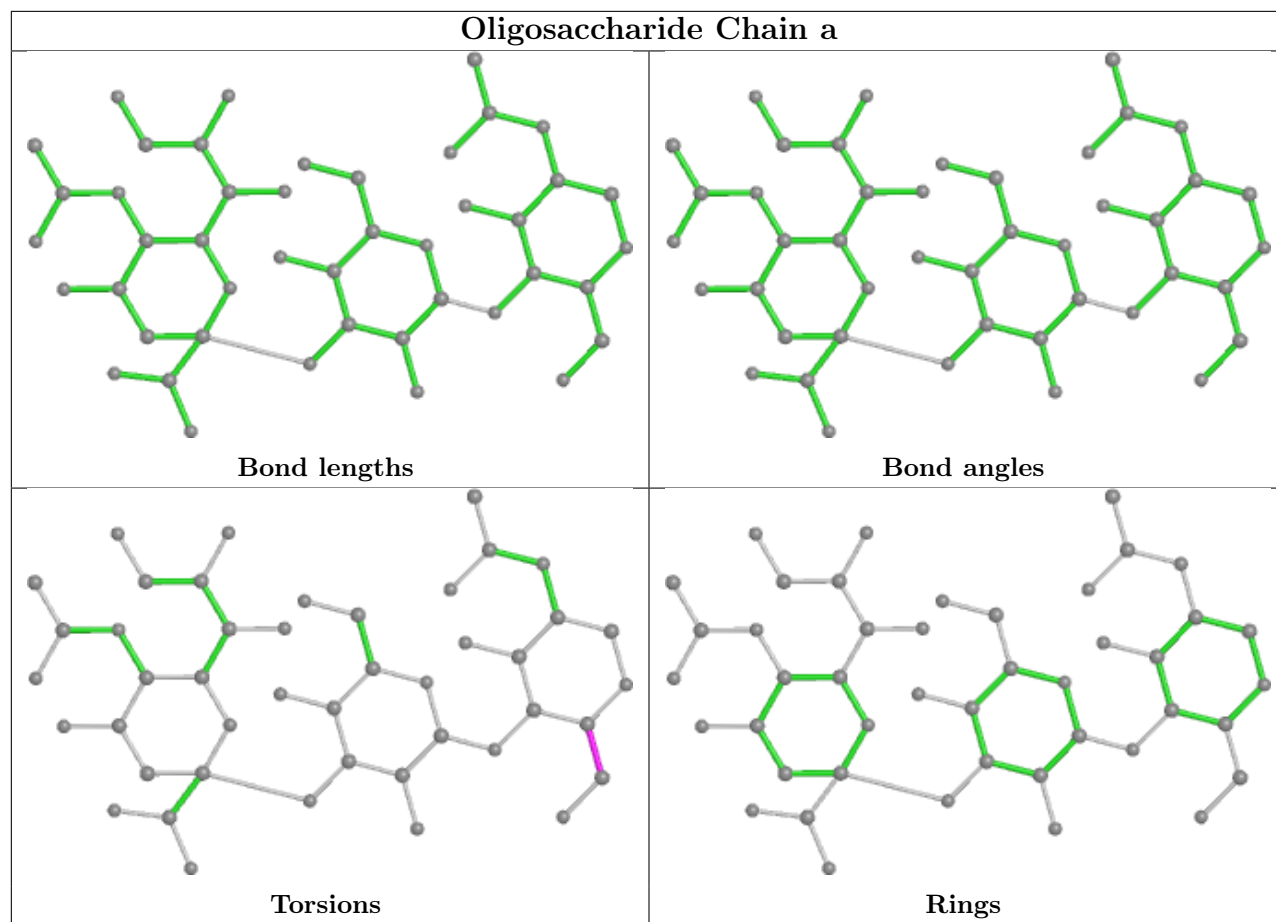 Oligosaccharide Chain a
Bond lengths
Bond angles
Torsions
Rings